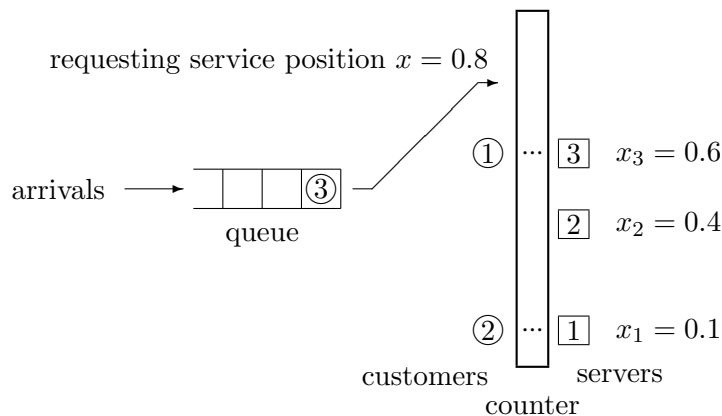 requesting service position x = 0.8
① ... 3 x₃ = 0.6
arrivals ③
2 x₂ = 0.4
queue
② ... 1 x₁ = 0.1
customers servers
counter